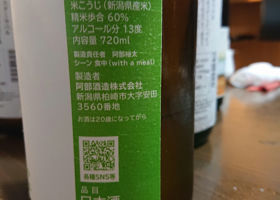 米こうじ(新潟県産米)
精米歩合 60%
アルコール分 13度
内容量 720ml
製造責任者 阿部裕太
シーン 食中(with a meal)
製造者
阿部酒造株式会社
新潟県柏崎市大字安田
3560番地
お酒は20歳になってから
各種SNS等
品目
日本酒